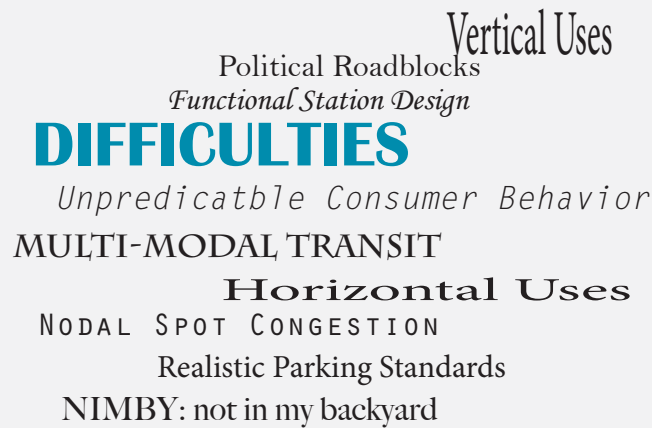 Vertical Uses
Political Roadblocks
Functional Station Design
DIFFICULTIES
Unpredicatble Consumer Behavior
MULTI-MODAL TRANSIT
Horizontal Uses
NODAL SPOT CONGESTION
Realistic Parking Standards
NIMBY: not in my backyard